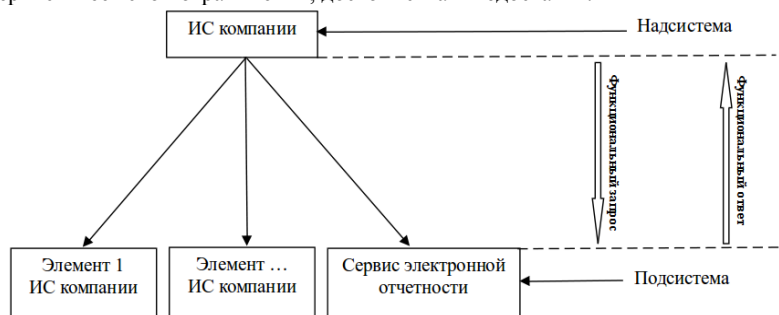 ИС компании
Надсистема
Функциональный запрос
Функциональный ответ
Элемент 1
ИС компании
Элемент ...
ИС компании
Сервис электронной
отчетности
Подсистема